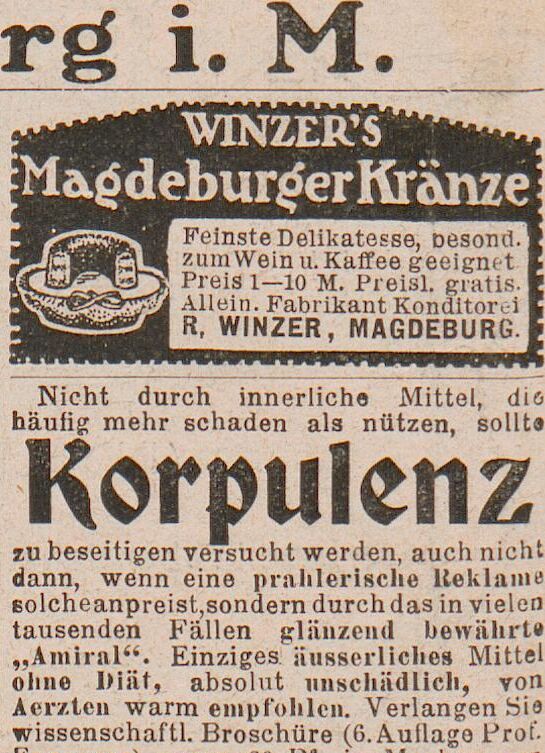 rg i. M.
WINZER'S
Magdeburger Kränze
Feinste Delikatesse, besond.
zum Wein u. Kaffee geeignet
Preis 1—10 M. Preisl. gratis.
Allein. Fabrikant Konditorei
R, WINZER, MAGDEBURG.
Nicht durch innerliche Mittel, die
häufig mehr schaden als nützen, sollte
Korpulenz
zu beseitigen versucht werden, auch nicht
dann, wenn eine prahlerische Reklame
solche anpreist, sondern durch das in vielen
tausenden Fällen glänzend bewährte
„Amiral“. Einziges äusserliches Mittel
ohne Diät, absolut unschädlich, von
Aerzten warm empfohlen. Verlangen Sie
wissenschaftl. Broschüre (6. Auflage Prof.